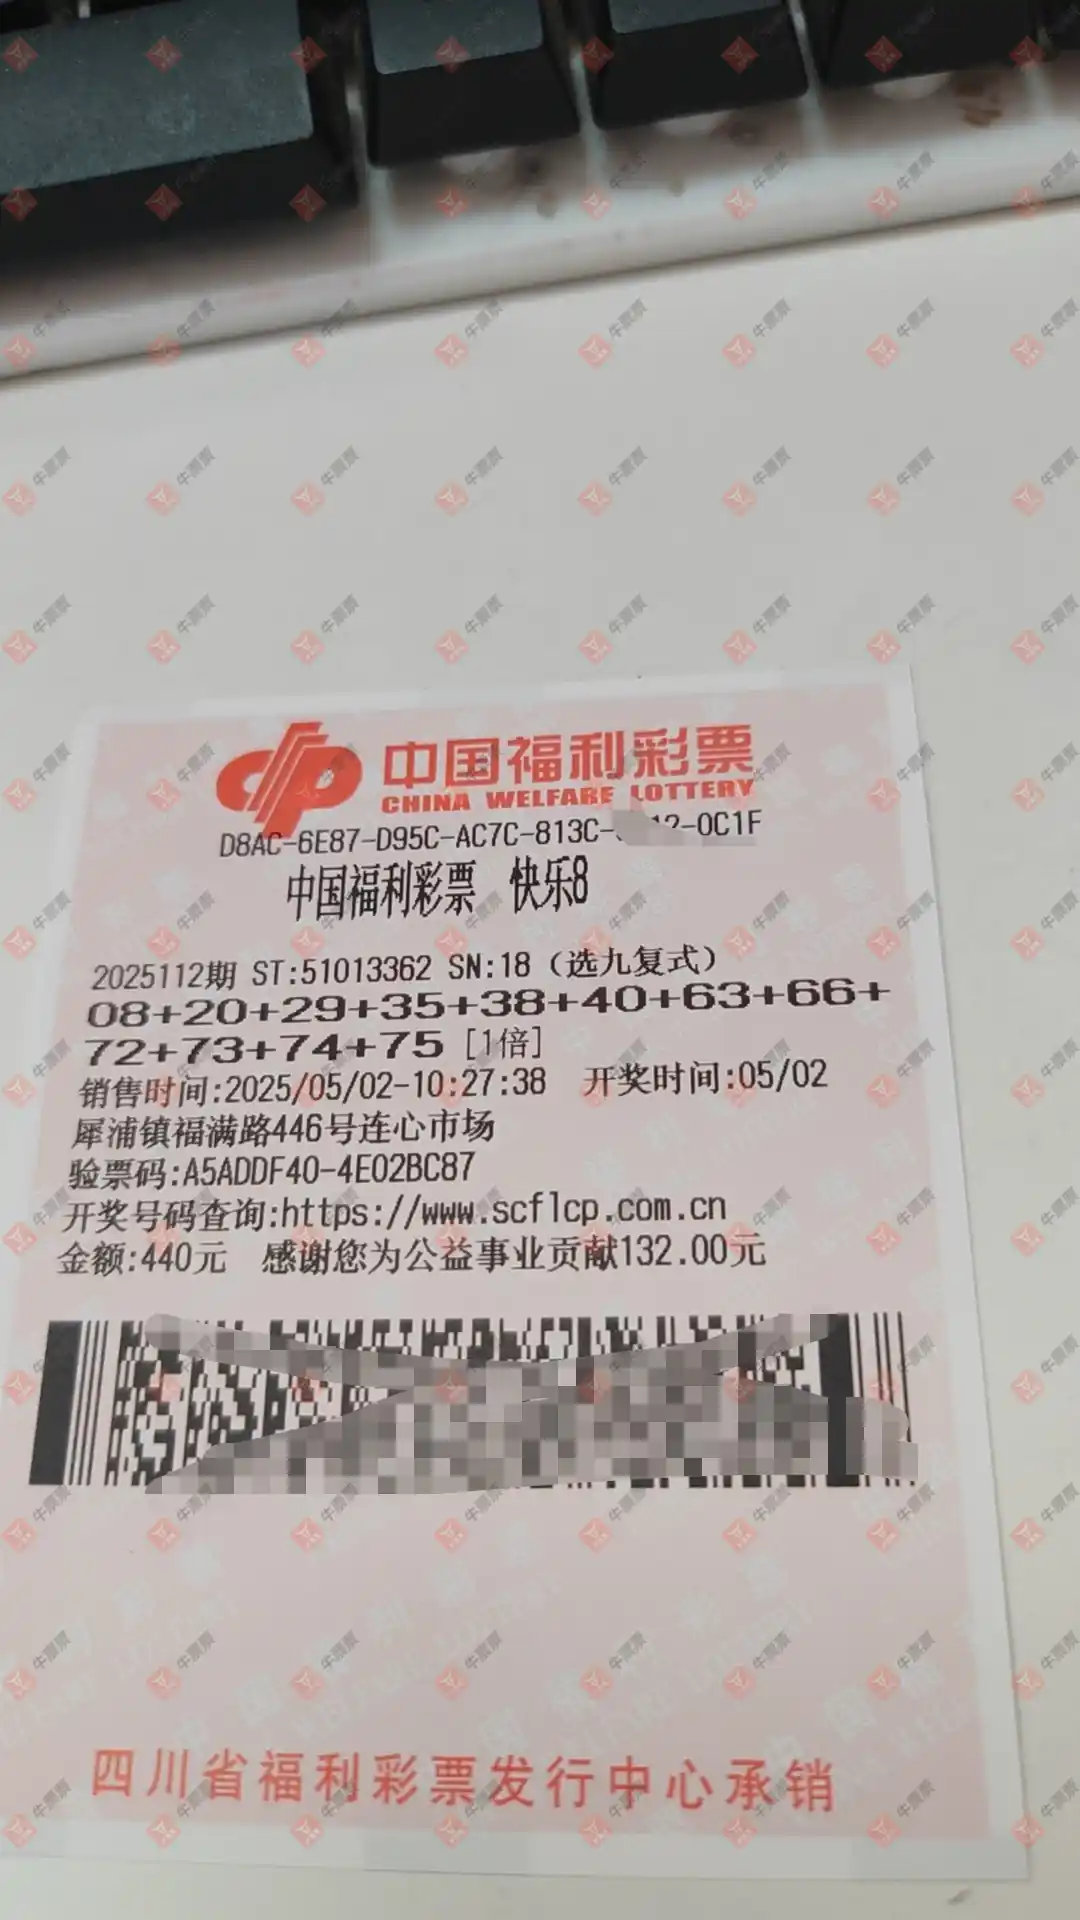 中国福利彩票
CHINA WELFARE LOTTERY
D8AC-6E87-D95C-AC7C-813C- 12-0C1F
中国福利彩票 快乐8
2025112期 ST:51013362 SN:18（选九复式）
08+20+29+35+38+40+63+66+
72+73+74+75 [1倍]
销售时间:2025/05/02-10:27:38 开奖时间:05/02
犀浦镇福满路446号连心市场
验票码:A5ADDF40-4E02BC87
开奖号码查询:https://www.scflcp.com.cn
金额:440元 感谢您为公益事业贡献132.00元
四川省福利彩票发行中心承销
牛票票